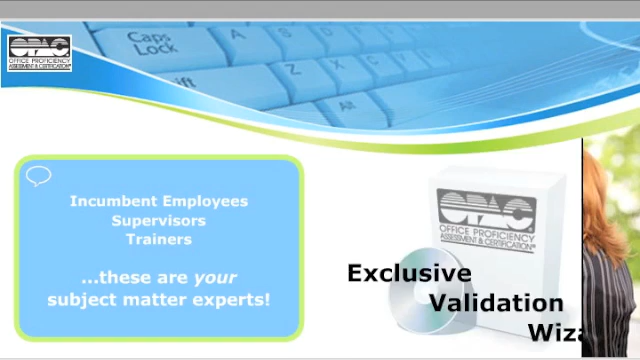 Caps
Lock
A
S
D
Z
X
C
Shift
Alt
OPAC
OFFICE PROFICIENCY
ASSESSMENT & CERTIFICATION
Incumbent Employees
Supervisors
Trainers
...these are your
subject matter experts!
OPAC
OFFICE PROFICIENCY
ASSESSMENT & CERTIFICATION
Exclusive
Validation
Wiza